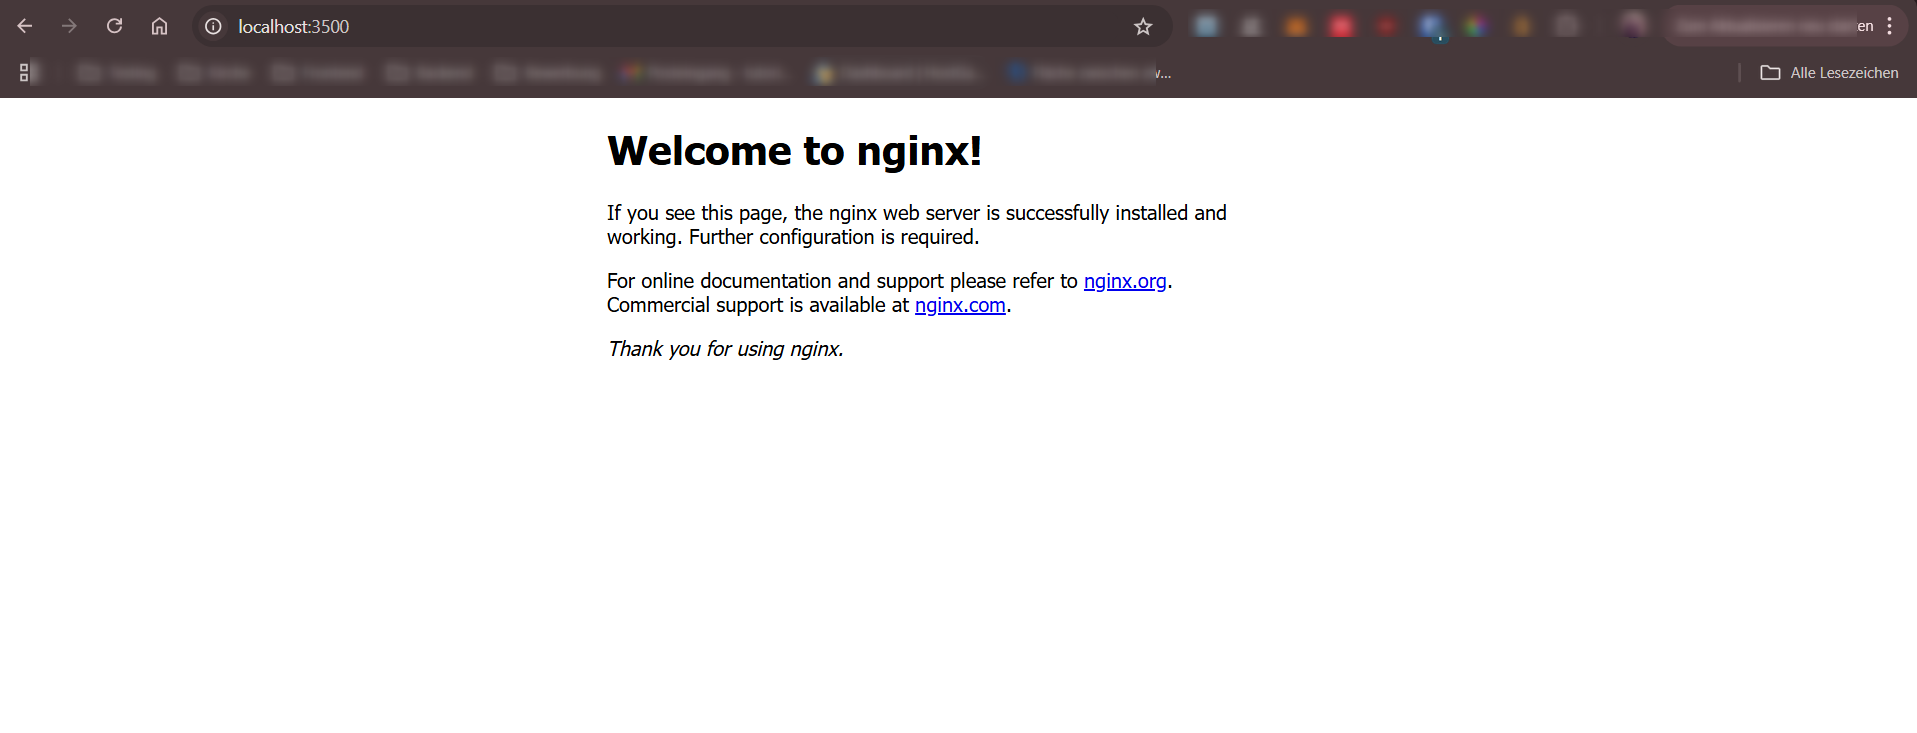 localhost:3500
en
w...
Alle Lesezeichen
Welcome to nginx!
If you see this page, the nginx web server is successfully installed and
working. Further configuration is required.
For online documentation and support please refer to nginx.org.
Commercial support is available at nginx.com.
Thank you for using nginx.